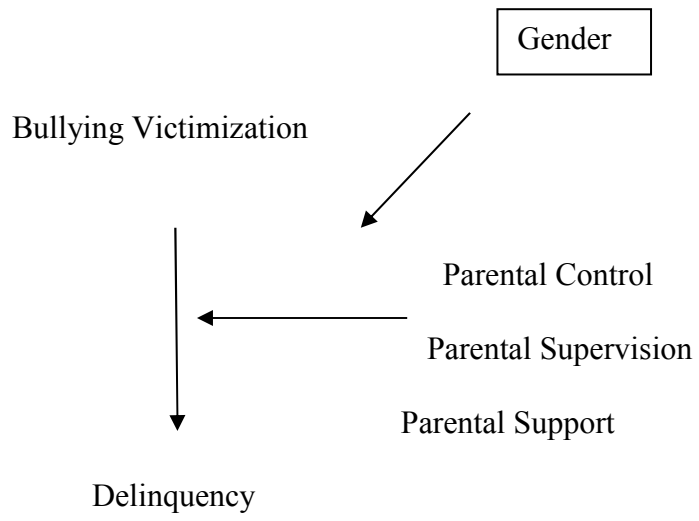 Gender
Bullying Victimization
Parental Control
Parental Supervision
Parental Support
Delinquency